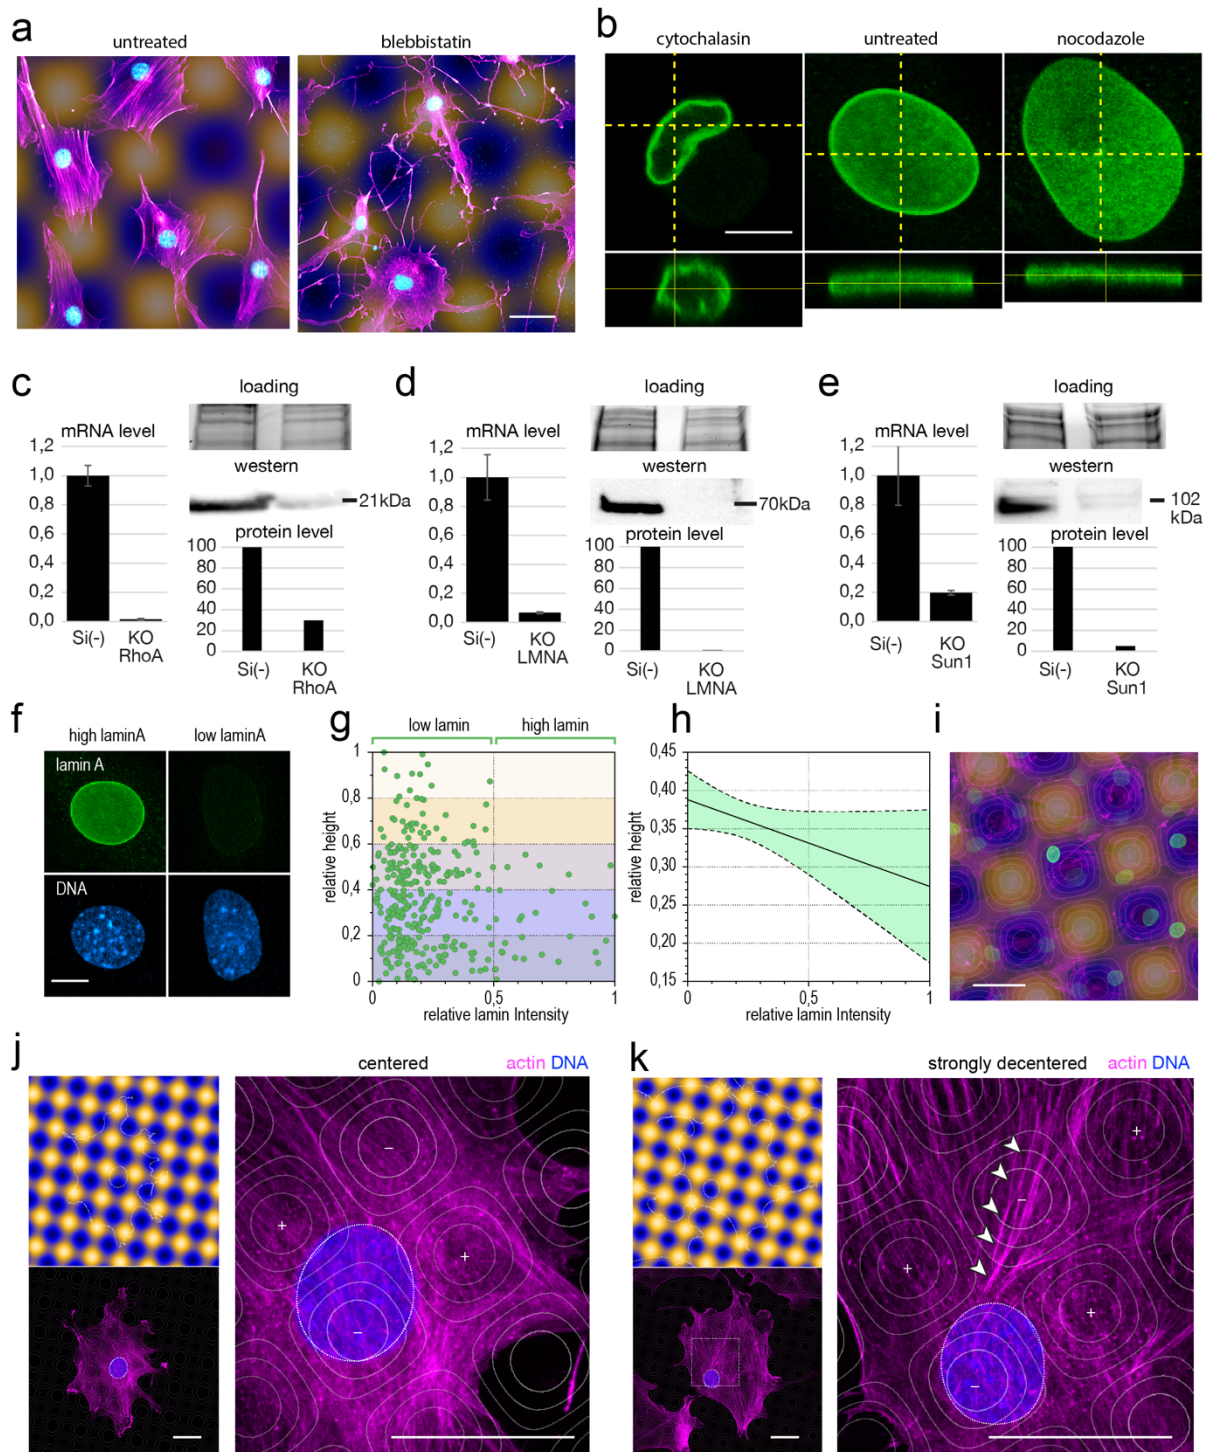 a
untreated
blebbistatin
b
cytochalasin
untreated
nocodazole
c
mRNA level
1,2
1,0
0,8
0,6
0,4
0,2
0,0
Si(-)
KO
RhoA
loading
western
21kDa
protein level
100
80
60
40
20
0
Si(-)
KO
RhoA
d
mRNA level
1,2
1,0
0,8
0,6
0,4
0,2
0,0
Si(-)
KO
LMNA
loading
western
70kDa
protein level
100
80
60
40
20
0
Si(-)
KO
LMNA
e
mRNA level
1,2
1,0
0,8
0,6
0,4
0,2
0,0
Si(-)
KO
Sun1
loading
western
102
kDa
protein level
100
80
60
40
20
0
Si(-)
KO
Sun1
f
high laminA
low laminA
lamin A
DNA
g
low lamin
high lamin
relative height
1
0,8
0,6
0,4
0,2
0
0
0,5
1
relative lamin Intensity
h
relative height
0,45
0,40
0,35
0,30
0,25
0,20
0,15
0
0,5
1
relative lamin Intensity
i
j
centered
actin DNA
–
+
+
–
k
strongly decentered
actin DNA
+
–
+
+
–